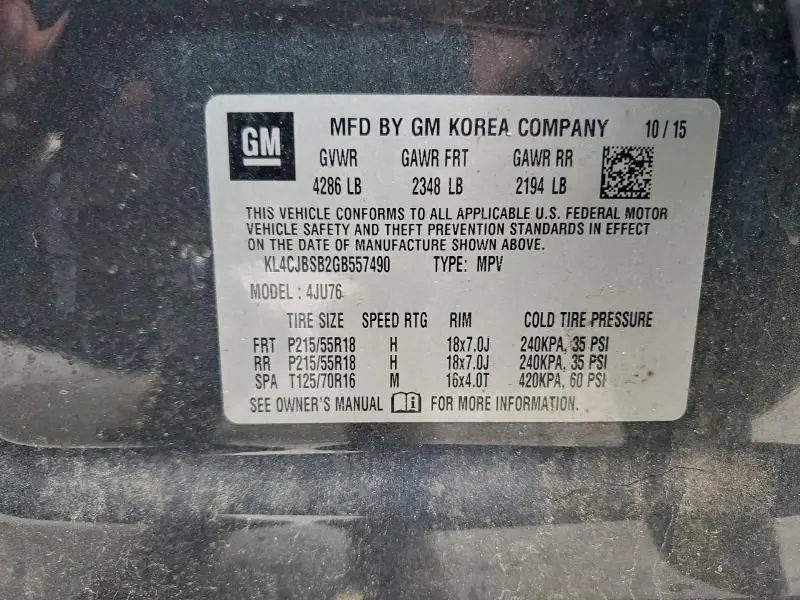 GM MFD BY GM KOREA COMPANY 10/15
GVWR GAWR FRT GAWR RR
4286 LB 2348 LB 2194 LB
THIS VEHICLE CONFORMS TO ALL APPLICABLE U.S. FEDERAL MOTOR
VEHICLE SAFETY AND THEFT PREVENTION STANDARDS IN EFFECT
ON THE DATE OF MANUFACTURE SHOWN ABOVE.
KL4CJBSB2GB557490 TYPE: MPV
MODEL : 4JU76
TIRE SIZE SPEED RTG RIM COLD TIRE PRESSURE
FRT P215/55R18 H 18x7.0J 240KPA, 35 PSI
RR P215/55R18 H 18x7.0J 240KPA, 35 PSI
SPA T125/70R16 M 16x4.0T 420KPA, 60 PSI
SEE OWNER'S MANUAL i FOR MORE INFORMATION.